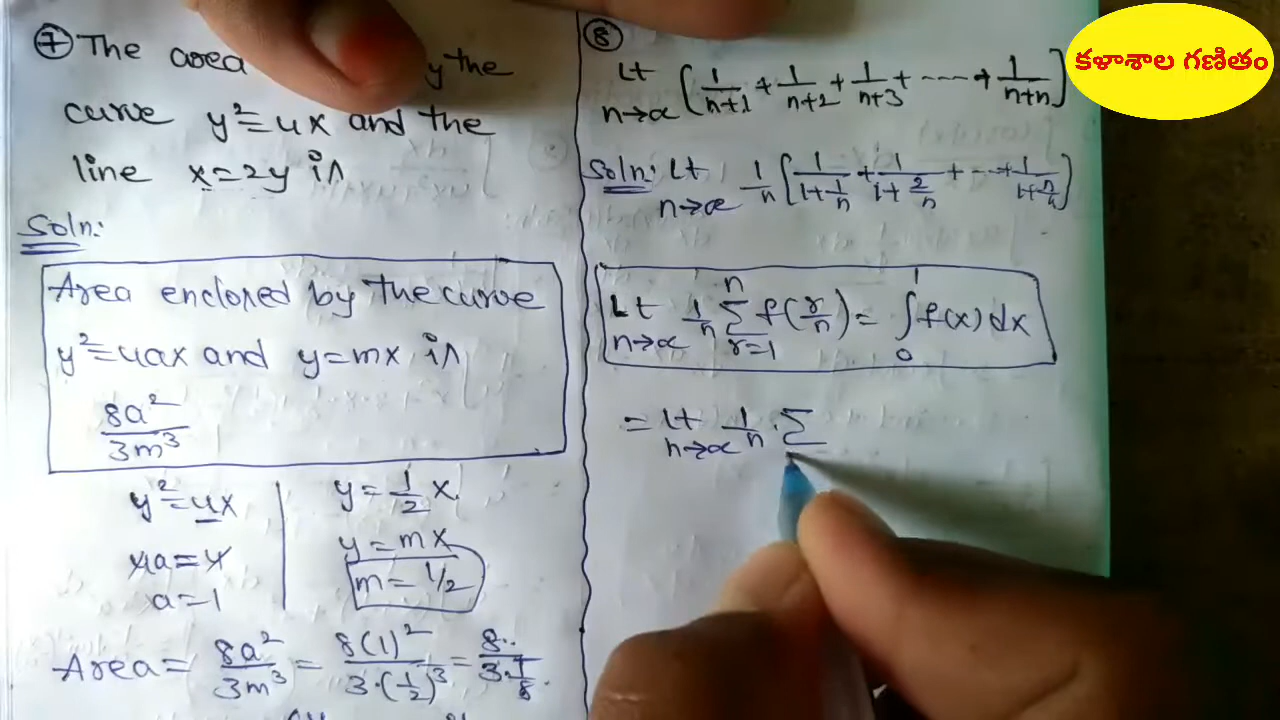 ⑦ The area y the
curve y² = 4x and the
line x = 2y is
Soln:
Area enclosed by the curve
y² = 4ax and y = mx is
8a²/3m³
y² = 4x
4a = 4
a = 1
y = 1/2 x
y = mx
m = 1/2
Area = 8a²/3m³ = 8(1)²/3·(1/2)³ = 8/3·1/8
⑧
Lt n→∝ [1/n+1 + 1/n+2 + 1/n+3 + ---- + 1/n+n]
Soln: Lt n→∝ 1/n [1/1+1/n + 1/1+2/n + --+ 1/1+n/n]
Lt n→∝ 1/n n∑r=1 f(r/n) = ∫₀¹ f(x) dx
= Lt n→∝ 1/n · ∑
కళాశాల గణితం